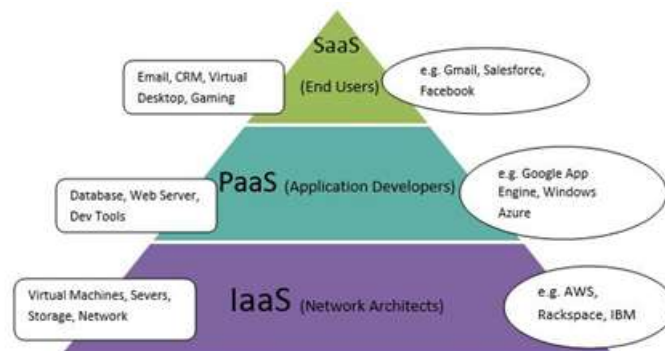 SaaS
(End Users)
Email, CRM, Virtual
Desktop, Gaming
e.g. Gmail, Salesforce,
Facebook
PaaS (Application Developers)
Database, Web Server,
Dev Tools
e.g. Google App
Engine, Windows
Azure
IaaS (Network Architects)
Virtual Machines, Severs,
Storage, Network
e.g. AWS,
Rackspace, IBM